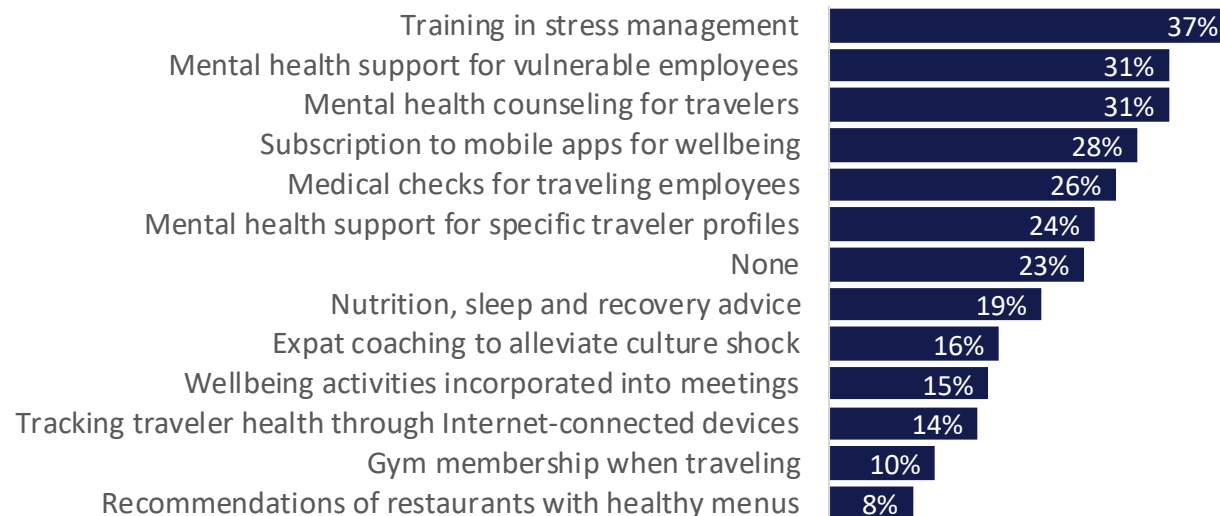 Training in stress management 37%
Mental health support for vulnerable employees 31%
Mental health counseling for travelers 31%
Subscription to mobile apps for wellbeing 28%
Medical checks for traveling employees 26%
Mental health support for specific traveler profiles 24%
None 23%
Nutrition, sleep and recovery advice 19%
Expat coaching to alleviate culture shock 16%
Wellbeing activities incorporated into meetings 15%
Tracking traveler health through Internet-connected devices 14%
Gym membership when traveling 10%
Recommendations of restaurants with healthy menus 8%